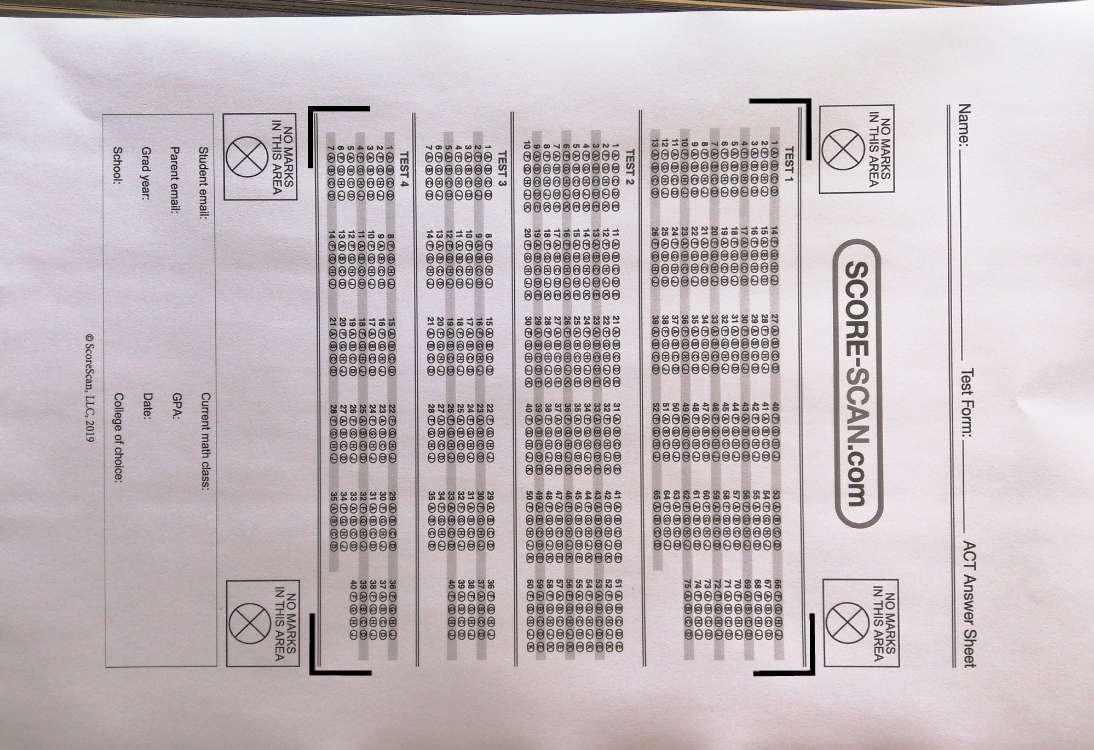 Name: Test Form: ACT Answer Sheet
NO MARKS
IN THIS AREA
SCORE-SCAN.com
NO MARKS
IN THIS AREA
TEST 1
1 A B C D 14 F G H J 27 A B C D 40 F G H J 53 A B C D 66 F G H J
2 F G H J 15 A B C D 28 F G H J 41 A B C D 54 F G H J 67 A B C D
3 A B C D 16 F G H J 29 A B C D 42 F G H J 55 A B C D 68 F G H J
4 F G H J 17 A B C D 30 F G H J 43 A B C D 56 F G H J 69 A B C D
5 A B C D 18 F G H J 31 A B C D 44 F G H J 57 A B C D 70 F G H J
6 F G H J 19 A B C D 32 F G H J 45 A B C D 58 F G H J 71 A B C D
7 A B C D 20 F G H J 33 A B C D 46 F G H J 59 A B C D 72 F G H J
8 F G H J 21 A B C D 34 F G H J 47 A B C D 60 F G H J 73 A B C D
9 A B C D 22 F G H J 35 A B C D 48 F G H J 61 A B C D 74 F G H J
10 F G H J 23 A B C D 36 F G H J 49 A B C D 62 F G H J 75 A B C D
11 A B C D 24 F G H J 37 A B C D 50 F G H J 63 A B C D
12 F G H J 25 A B C D 38 F G H J 51 A B C D 64 F G H J
13 A B C D 26 F G H J 39 A B C D 52 F G H J 65 A B C D
TEST 2
1 A B C D E 11 A B C D E 21 A B C D E 31 A B C D E 41 A B C D E 51 A B C D E
2 F G H J K 12 F G H J K 22 F G H J K 32 F G H J K 42 F G H J K 52 F G H J K
3 A B C D E 13 A B C D E 23 A B C D E 33 A B C D E 43 A B C D E 53 A B C D E
4 F G H J K 14 F G H J K 24 F G H J K 34 F G H J K 44 F G H J K 54 F G H J K
5 A B C D E 15 A B C D E 25 A B C D E 35 A B C D E 45 A B C D E 55 A B C D E
6 F G H J K 16 F G H J K 26 F G H J K 36 F G H J K 46 F G H J K 56 F G H J K
7 A B C D E 17 A B C D E 27 A B C D E 37 A B C D E 47 A B C D E 57 A B C D E
8 F G H J K 18 F G H J K 28 F G H J K 38 F G H J K 48 F G H J K 58 F G H J K
9 A B C D E 19 A B C D E 29 A B C D E 39 A B C D E 49 A B C D E 59 A B C D E
10 F G H J K 20 F G H J K 30 F G H J K 40 F G H J K 50 F G H J K 60 F G H J K
TEST 3
1 A B C D 8 F G H J 15 A B C D 22 F G H J 29 A B C D 36 F G H J
2 F G H J 9 A B C D 16 F G H J 23 A B C D 30 F G H J 37 A B C D
3 A B C D 10 F G H J 17 A B C D 24 F G H J 31 A B C D 38 F G H J
4 F G H J 11 A B C D 18 F G H J 25 A B C D 32 F G H J 39 A B C D
5 A B C D 12 F G H J 19 A B C D 26 F G H J 33 A B C D 40 F G H J
6 F G H J 13 A B C D 20 F G H J 27 A B C D 34 F G H J
7 A B C D 14 F G H J 21 A B C D 28 F G H J 35 A B C D
TEST 4
1 A B C D 8 F G H J 15 A B C D 22 F G H J 29 A B C D 36 F G H J
2 F G H J 9 A B C D 16 F G H J 23 A B C D 30 F G H J 37 A B C D
3 A B C D 10 F G H J 17 A B C D 24 F G H J 31 A B C D 38 F G H J
4 F G H J 11 A B C D 18 F G H J 25 A B C D 32 F G H J 39 A B C D
5 A B C D 12 F G H J 19 A B C D 26 F G H J 33 A B C D 40 F G H J
6 F G H J 13 A B C D 20 F G H J 27 A B C D 34 F G H J
7 A B C D 14 F G H J 21 A B C D 28 F G H J 35 A B C D
NO MARKS
IN THIS AREA
NO MARKS
IN THIS AREA
Student email: Current math class:
Parent email: GPA:
Grad year: Date:
School: College of choice:
© ScoreScan, LLC, 2019